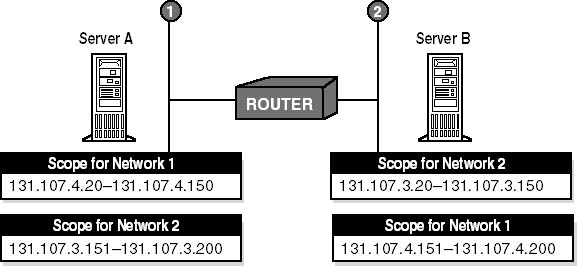 1
2
Server A
Server B
ROUTER
Scope for Network 1
131.107.4.20–131.107.4.150
Scope for Network 2
131.107.3.20–131.107.3.150
Scope for Network 2
131.107.3.151–131.107.3.200
Scope for Network 1
131.107.4.151–131.107.4.200